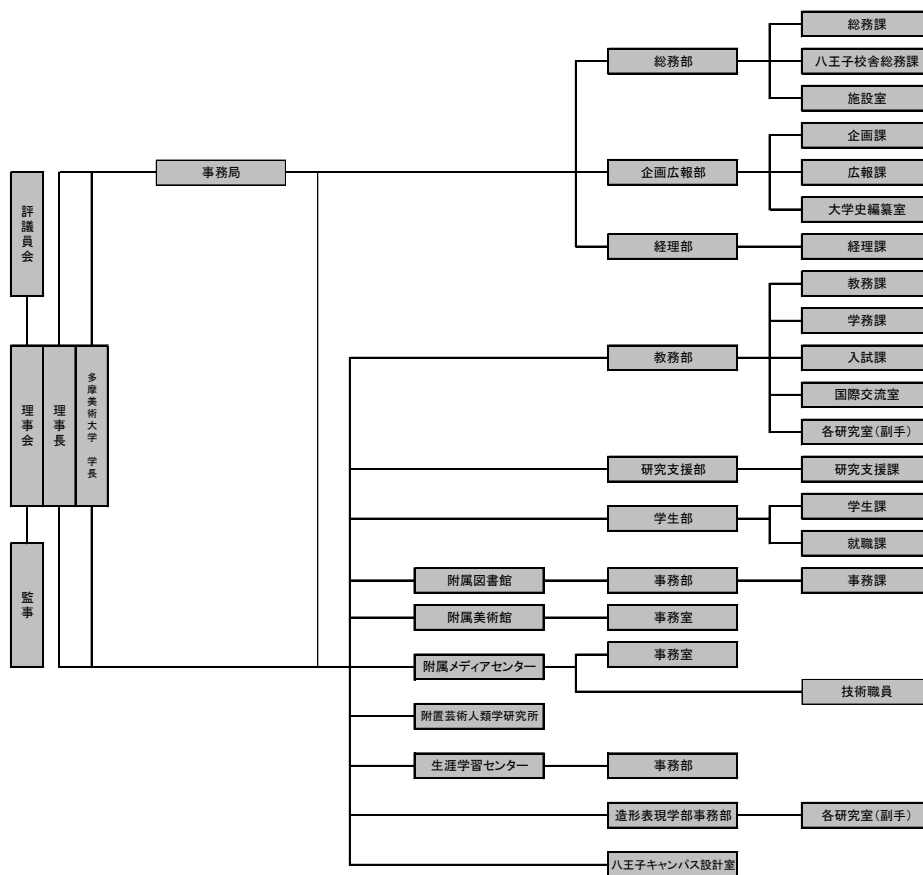 総務課
総務部
八王子校舎総務課
施設室
企画課
事務局
企画広報部
広報課
大学史編纂室
評議員会
経理部
経理課
教務課
学務課
教務部
入試課
国際交流室
各研究室(副手)
理事会
理事長
多摩美術大学 学長
研究支援部
研究支援課
学生課
学生部
就職課
監事
附属図書館
事務部
事務課
附属美術館
事務室
附属メディアセンター
事務室
技術職員
附置芸術人類学研究所
生涯学習センター
事務部
造形表現学部事務部
各研究室(副手)
八王子キャンパス設計室